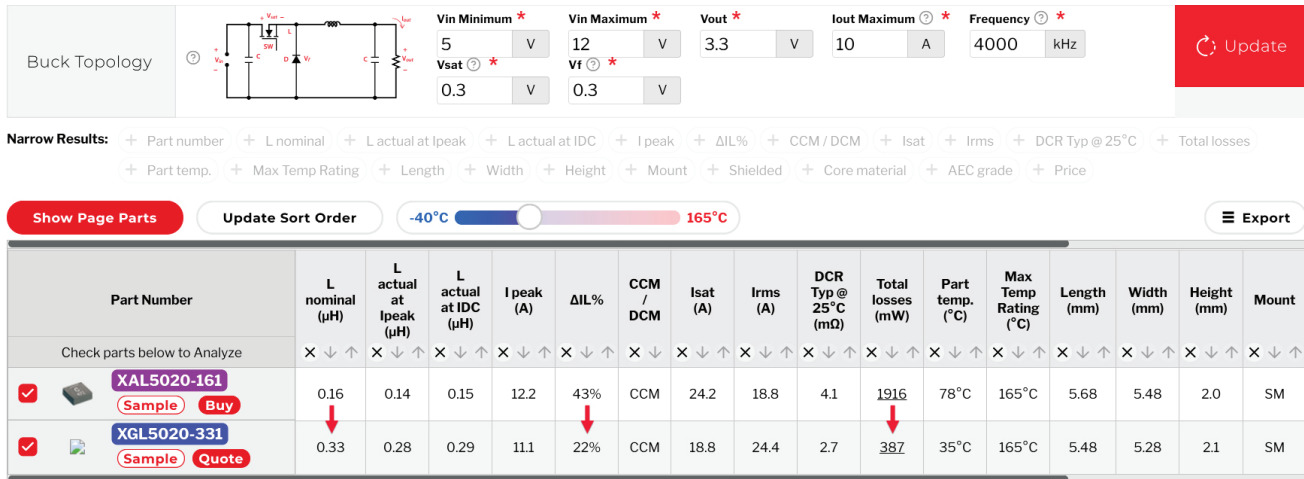 Buck Topology
Vsat
SW
L
Iout
Vin
C
D
Vf
C
Vout
Vin Minimum *
5 V
Vin Maximum *
12 V
Vout *
3.3 V
Iout Maximum ? *
10 A
Frequency ? *
4000 kHz
Vsat ? *
0.3 V
Vf ? *
0.3 V
Update
Narrow Results: + Part number + L nominal + L actual at Ipeak + L actual at IDC + I peak + ΔIL% + CCM / DCM + Isat + Irms + DCR Typ @ 25°C + Total losses
+ Part temp. + Max Temp Rating + Length + Width + Height + Mount + Shielded + Core material + AEC grade + Price
Show Page Parts Update Sort Order -40°C 165°C Export
Part Number
L nominal (µH)
L actual at Ipeak (µH)
L actual at IDC (µH)
I peak (A)
ΔIL%
CCM / DCM
Isat (A)
Irms (A)
DCR Typ @ 25°C (mΩ)
Total losses (mW)
Part temp. (°C)
Max Temp Rating (°C)
Length (mm)
Width (mm)
Height (mm)
Mount
Check parts below to Analyze
XAL5020-161 0.16 0.14 0.15 12.2 43% CCM 24.2 18.8 4.1 1916 78°C 165°C 5.68 5.48 2.0 SM
Sample Buy
XGL5020-331 0.33 0.28 0.29 11.1 22% CCM 18.8 24.4 2.7 387 35°C 165°C 5.48 5.28 2.1 SM
Sample Quote